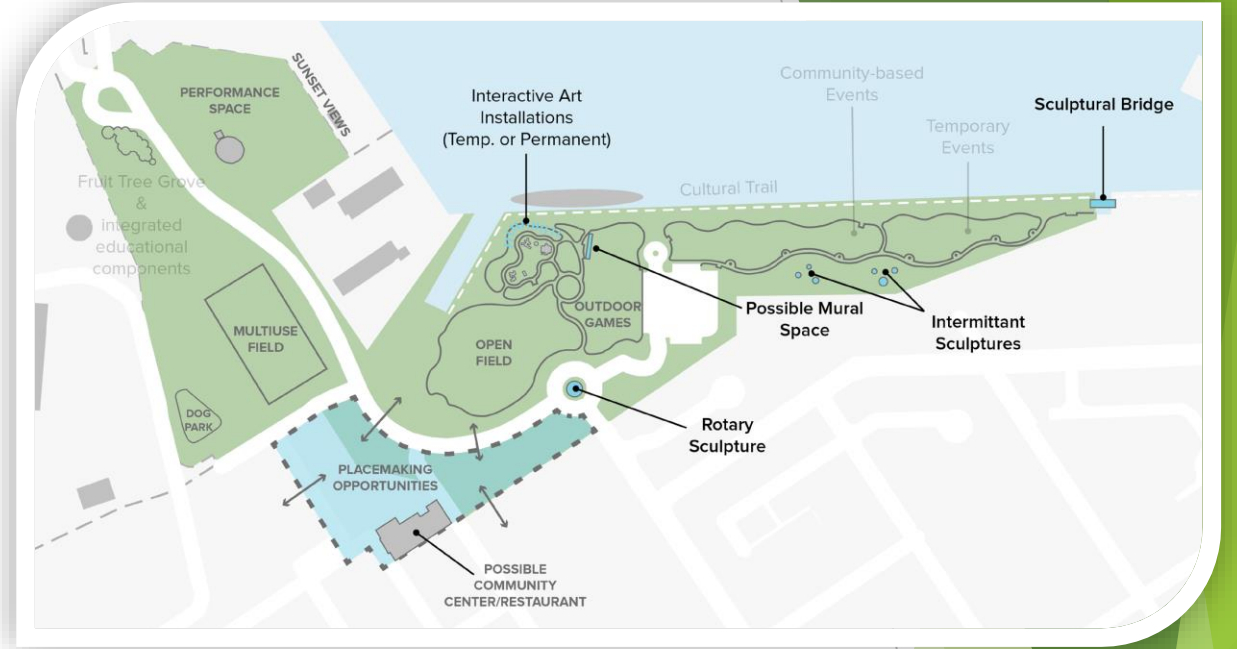 PERFORMANCE
SPACE
SUNSET VIEWS
Interactive Art
Installations
(Temp. or Permanent)
Community-based
Events
Sculptural Bridge
Temporary
Events
Fruit Tree Grove
&
integrated
educational
components
Cultural Trail
MULTIUSE
FIELD
OPEN
FIELD
OUTDOOR
GAMES
Possible Mural
Space
Intermittant
Sculptures
DOG
PARK
Rotary
Sculpture
PLACEMAKING
OPPORTUNITIES
POSSIBLE
COMMUNITY
CENTER/RESTAURANT